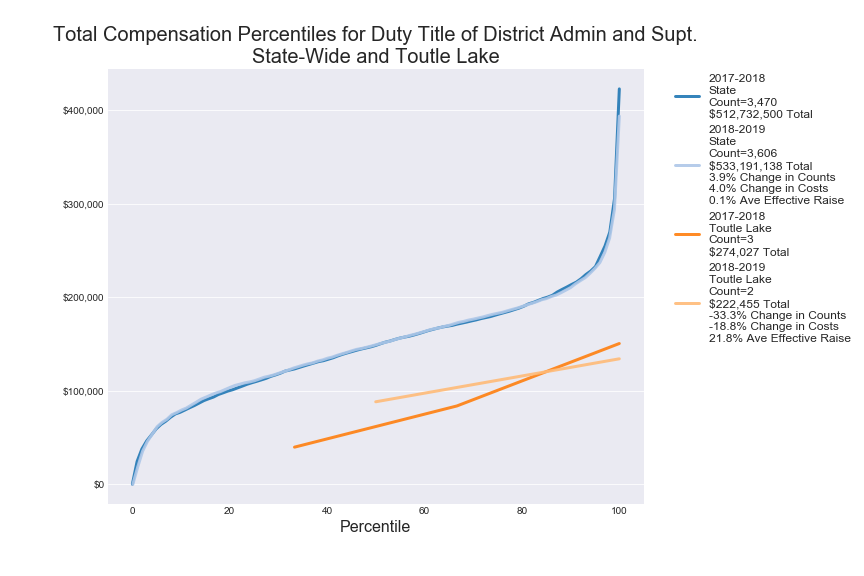 Total Compensation Percentiles for Duty Title of District Admin and Supt.
State-Wide and Toutle Lake
$400,000
$300,000
$200,000
$100,000
$0
0
20
40
60
80
100
Percentile
2017-2018
State
Count=3,470
$512,732,500 Total
2018-2019
State
Count=3,606
$533,191,138 Total
3.9% Change in Counts
4.0% Change in Costs
0.1% Ave Effective Raise
2017-2018
Toutle Lake
Count=3
$274,027 Total
2018-2019
Toutle Lake
Count=2
$222,455 Total
-33.3% Change in Counts
-18.8% Change in Costs
21.8% Ave Effective Raise